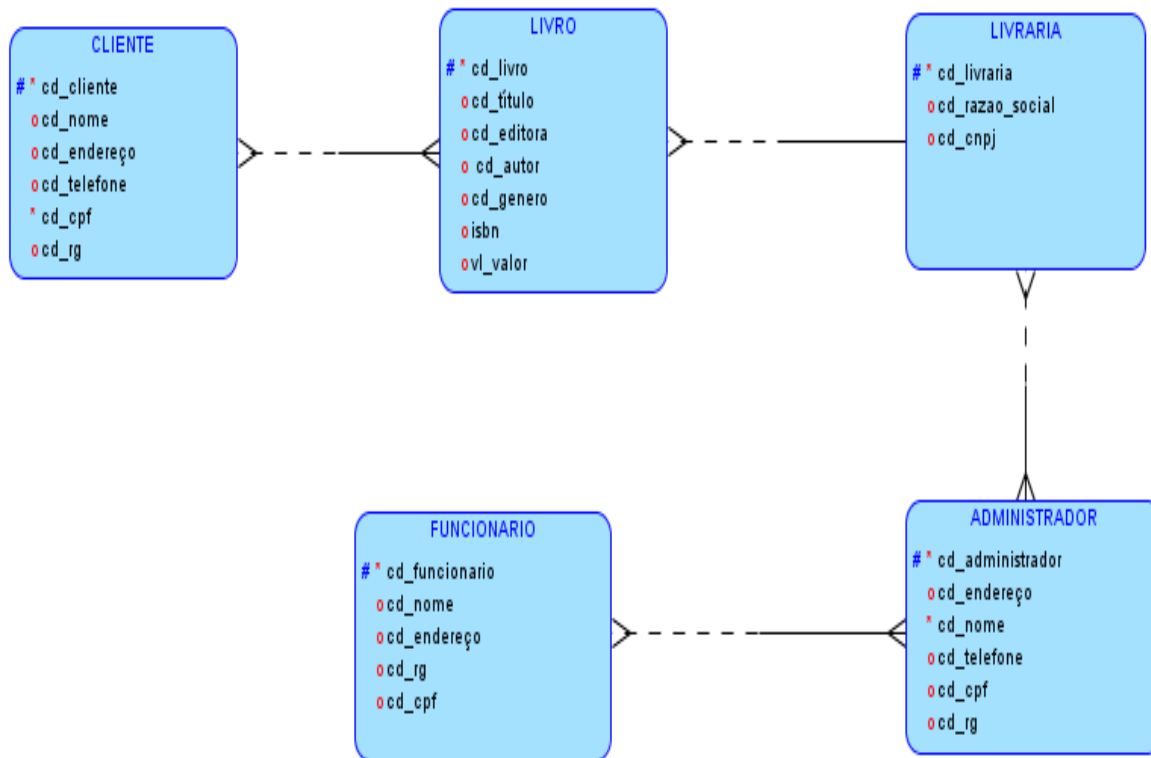 CLIENTE
# * cd_cliente
o cd_nome
o cd_endereço
o cd_telefone
* cd_cpf
o cd_rg
LIVRO
# * cd_livro
o cd_título
o cd_editora
o cd_autor
o cd_genero
o isbn
o vl_valor
LIVRARIA
# * cd_livraria
o cd_razao_social
o cd_cnpj
FUNCIONARIO
# * cd_funcionario
o cd_nome
o cd_endereço
o cd_rg
o cd_cpf
ADMINISTRADOR
# * cd_administrador
o cd_endereço
* cd_nome
o cd_telefone
o cd_cpf
o cd_rg